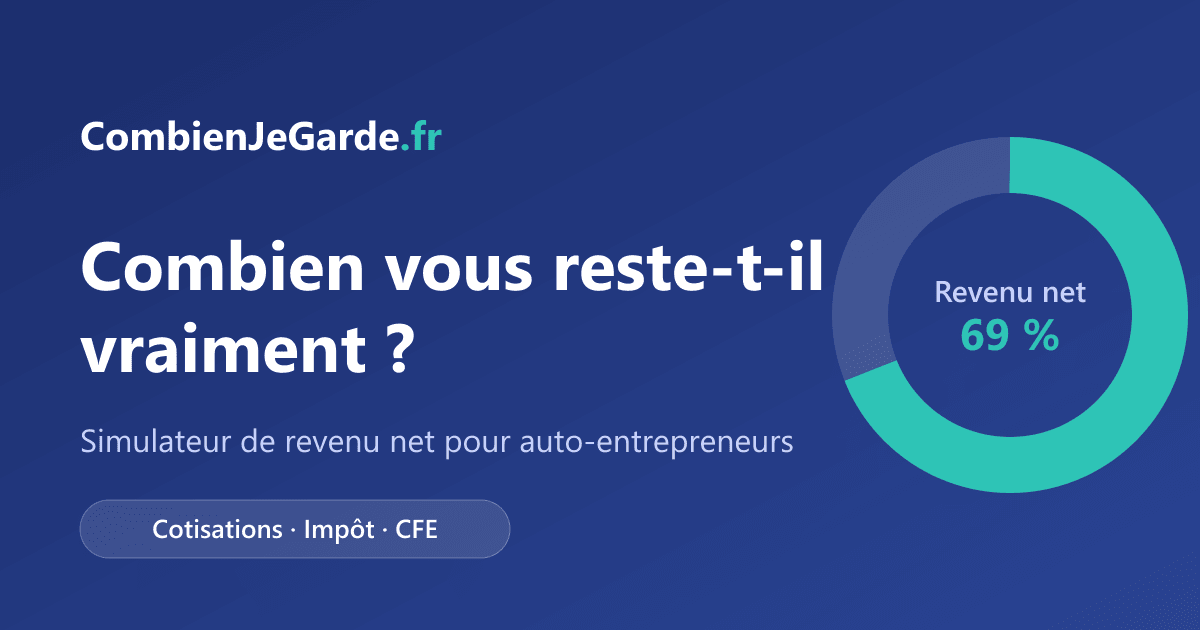 CombienJeGarde.fr
Combien vous reste-t-il
vraiment ?
Simulateur de revenu net pour auto-entrepreneurs
Cotisations · Impôt · CFE
Revenu net
69 %